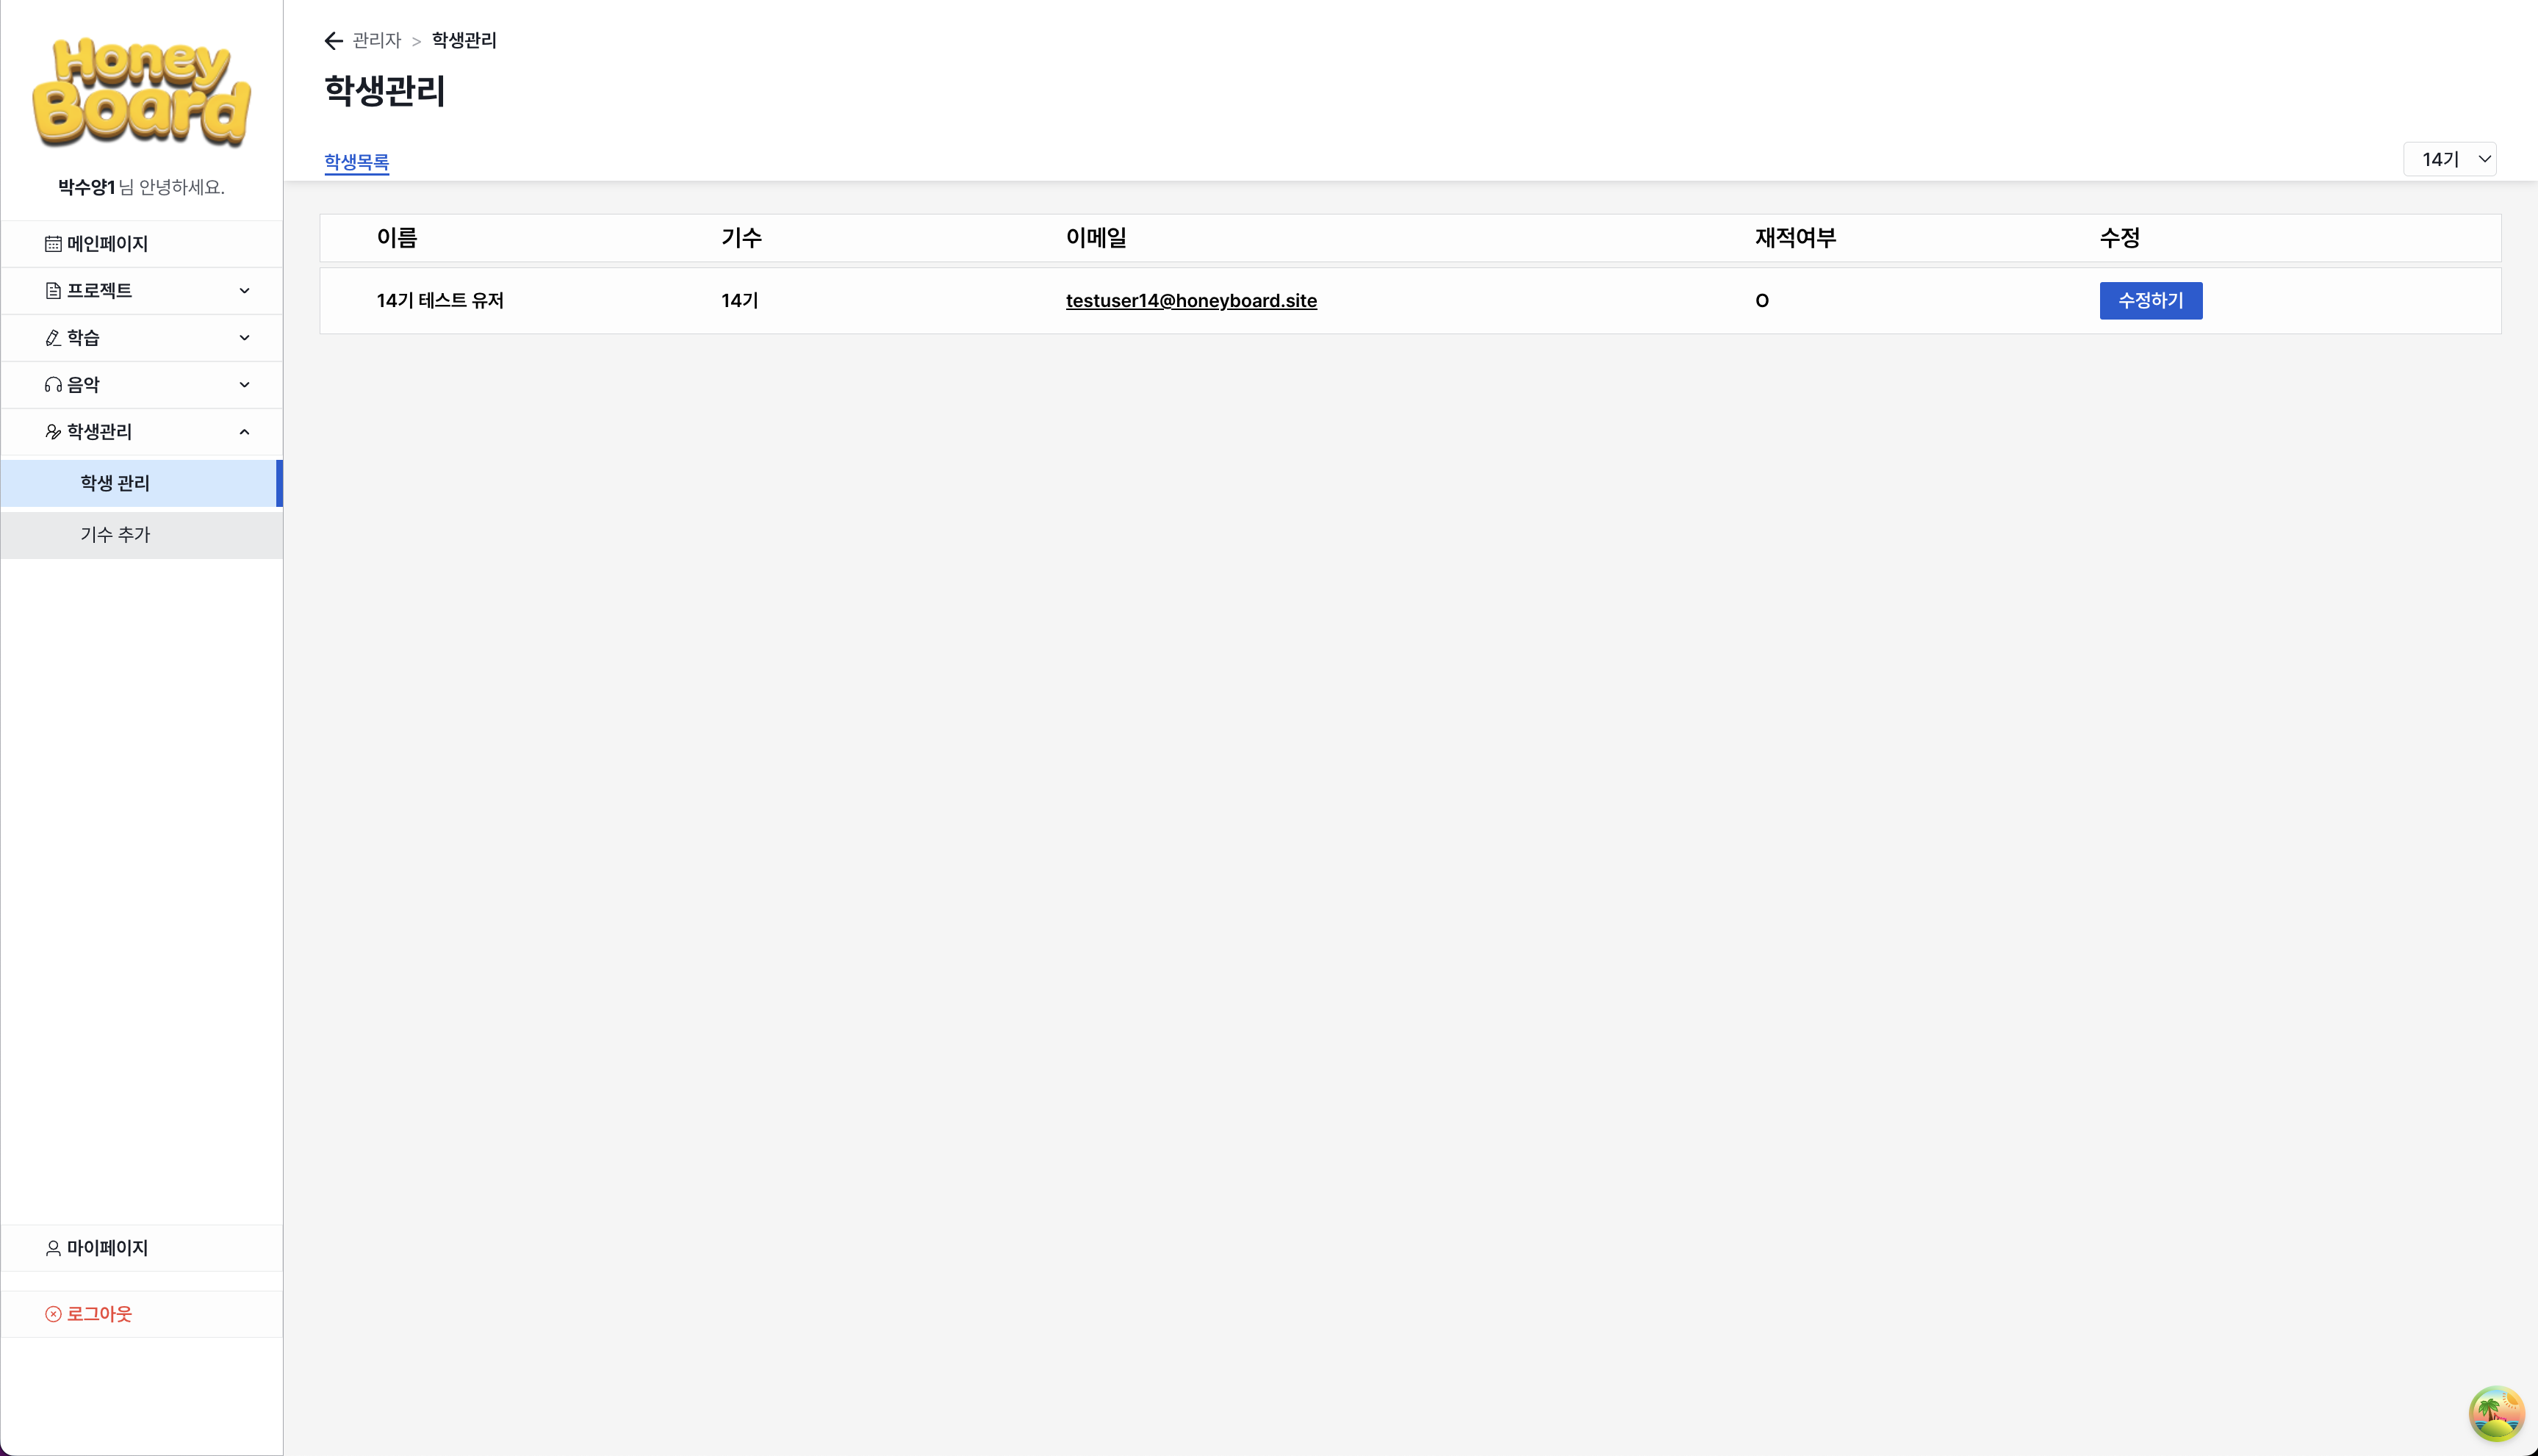 Honey
Board
박수양1님 안녕하세요.
메인페이지
프로젝트
학습
음악
학생관리
학생 관리
기수 추가
마이페이지
로그아웃
관리자 > 학생관리
학생관리
학생목록
14기
이름 기수 이메일 재적여부 수정
14기 테스트 유저 14기 testuser14@honeyboard.site O 수정하기